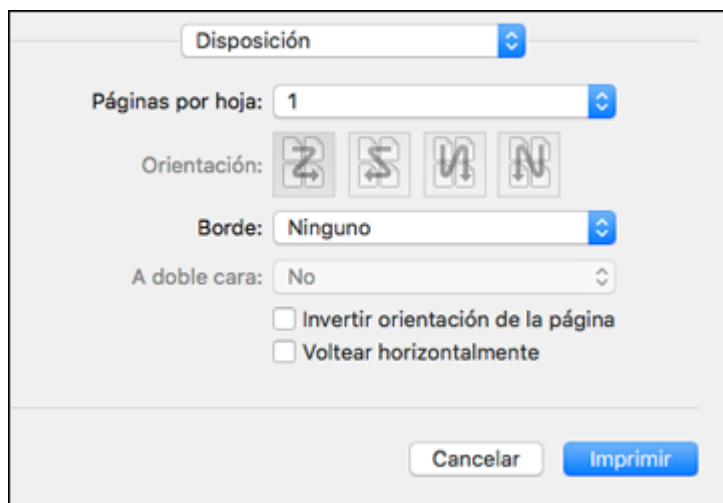 Disposición
Páginas por hoja: 1
Orientación:
Borde: Ninguno
A doble cara: No
Invertir orientación de la página
Voltear horizontalmente
Cancelar Imprimir